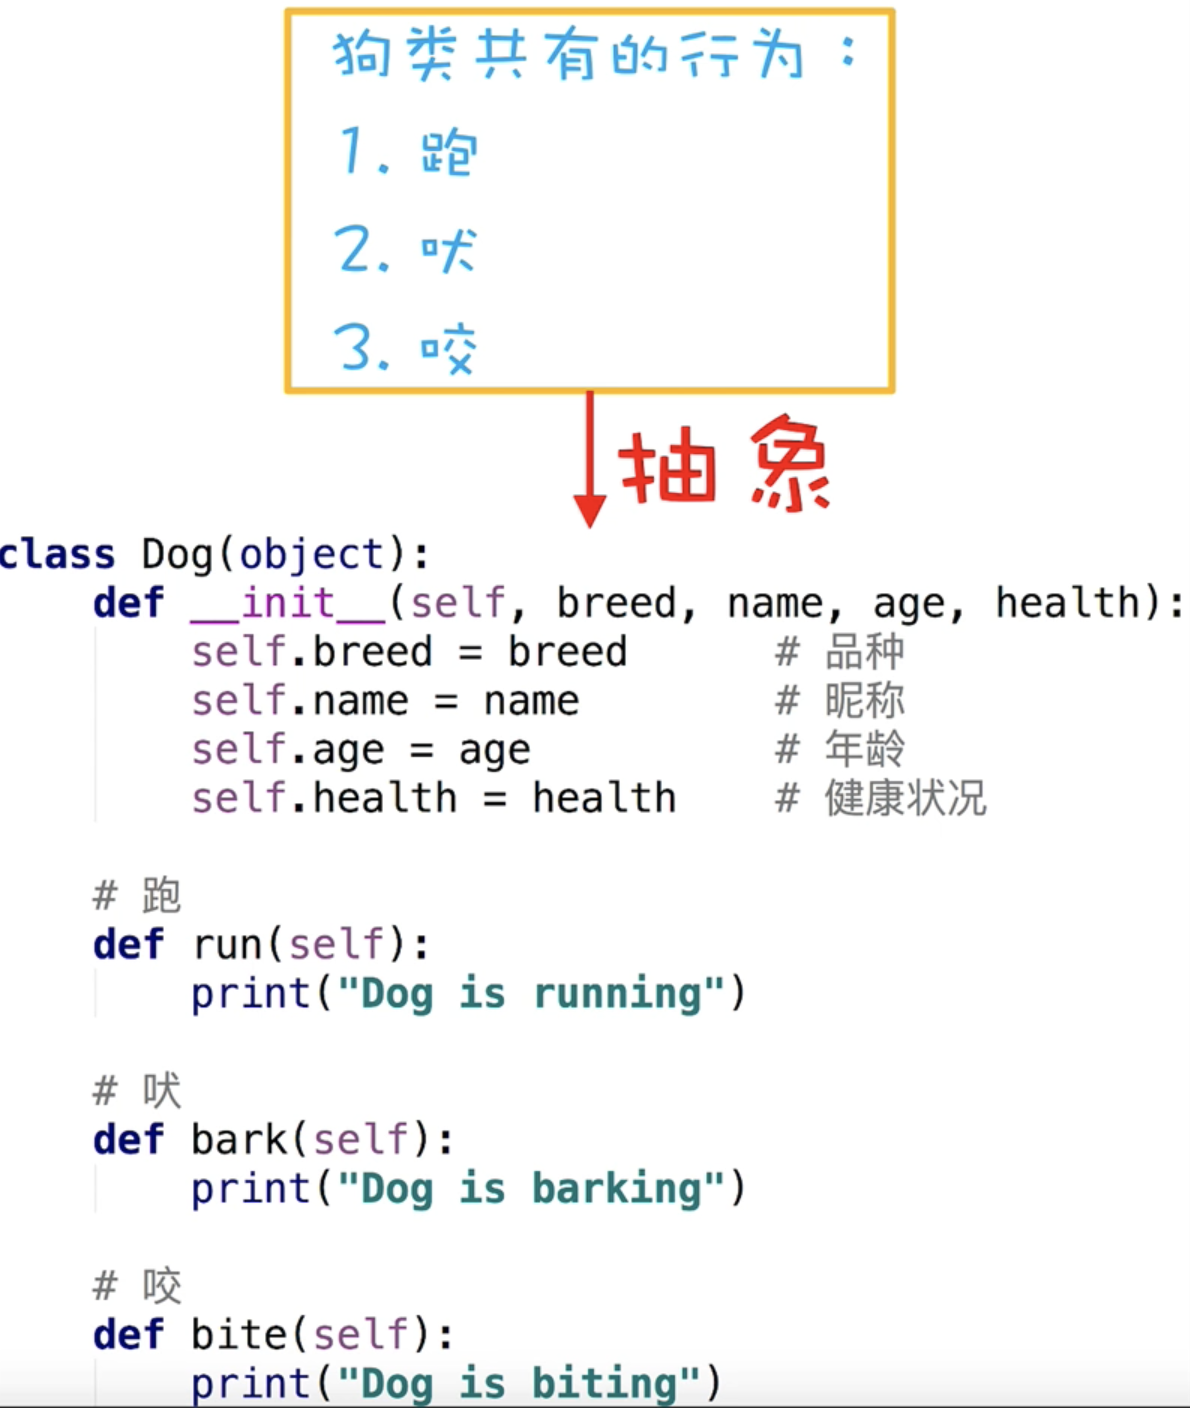 狗类共有的行为：
1. 跑
2. 吠
3. 咬
抽象
class Dog(object):
    def __init__(self, breed, name, age, health):
        self.breed = breed      # 品种
        self.name = name        # 昵称
        self.age = age          # 年龄
        self.health = health    # 健康状况
    # 跑
    def run(self):
        print("Dog is running")
    # 吠
    def bark(self):
        print("Dog is barking")
    # 咬
    def bite(self):
        print("Dog is biting")